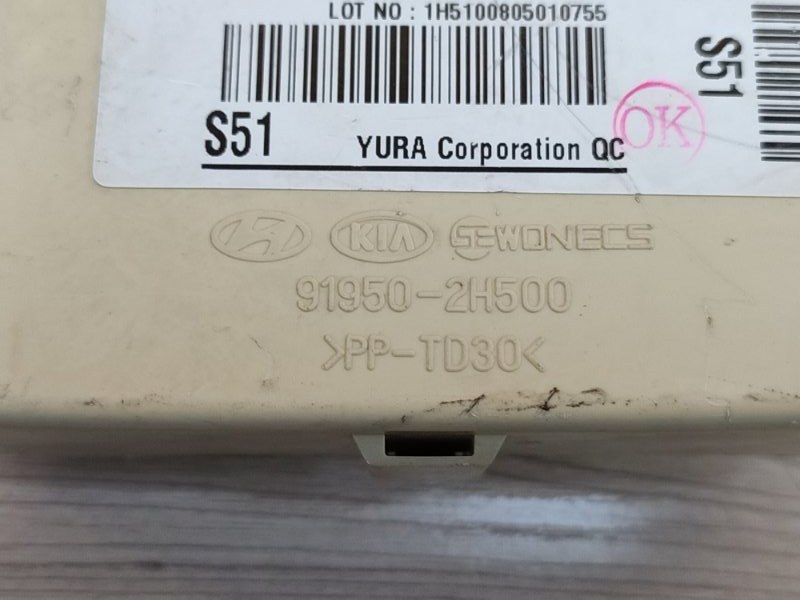 LOT NO : 1H5100805010755
S51
YURA Corporation QC
OK
S51
KIA SEWONECS
91950-2H500
>PP-TD30<